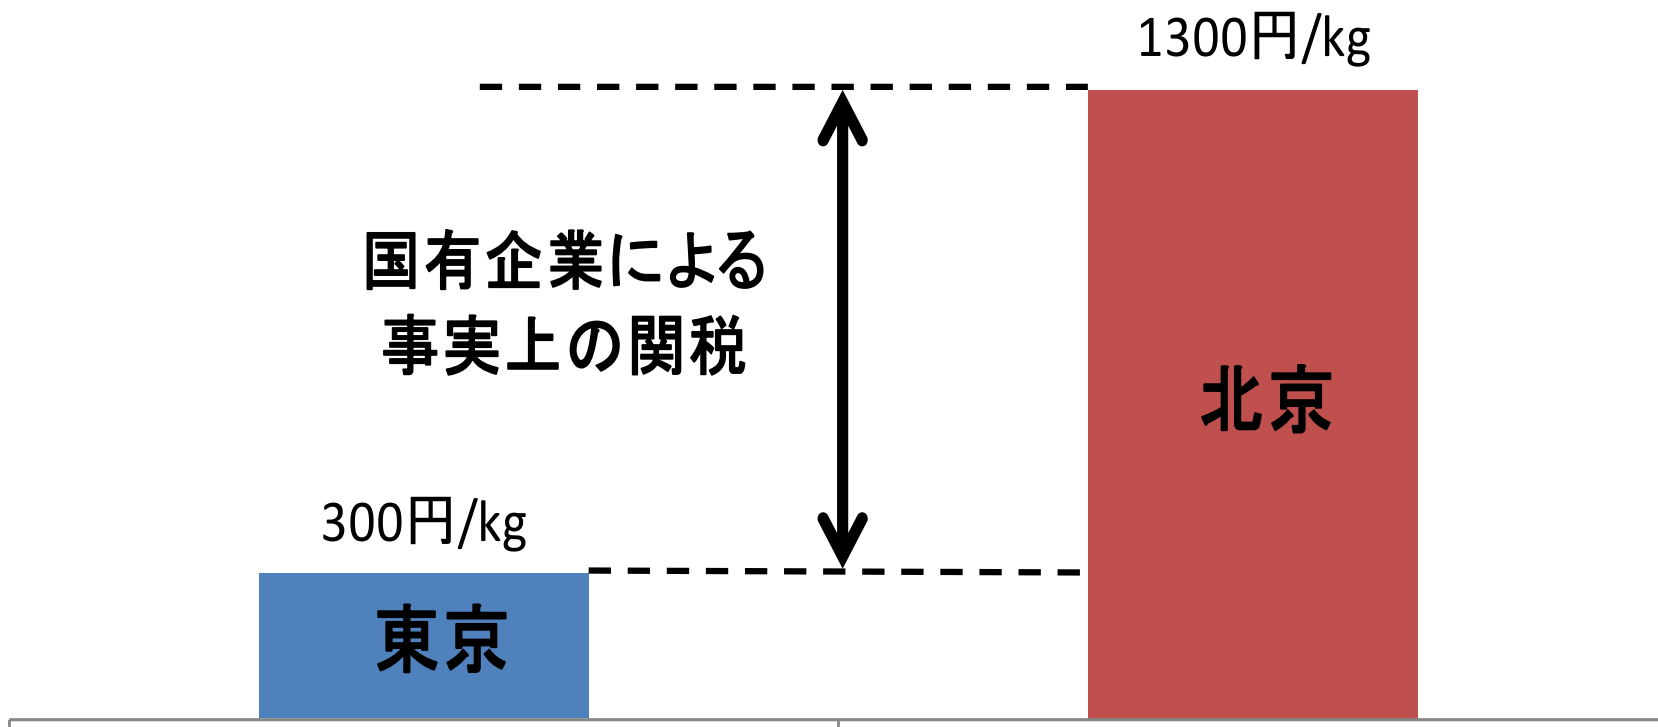 1300円/kg
国有企業による
事実上の関税
北京
300円/kg
東京